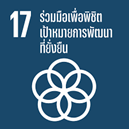 17 ร่วมมือเพื่อพิชิต
เป้าหมายการพัฒนา
ที่ยั่งยืน